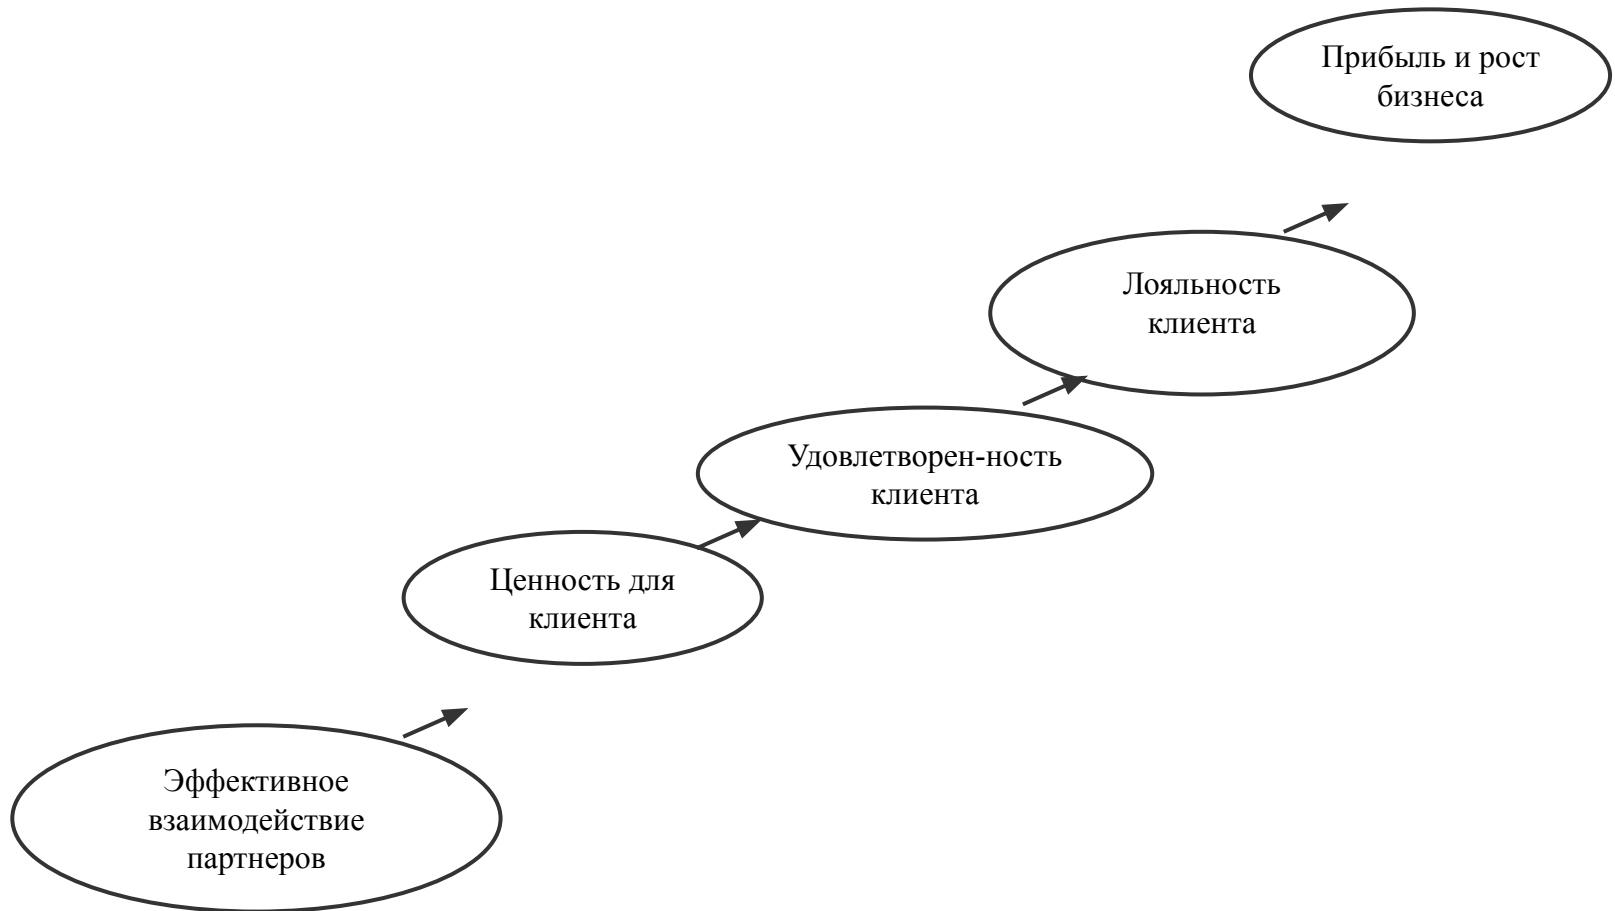 Прибыль и рост
бизнеса
Лояльность
клиента
Удовлетворен-ность
клиента
Ценность для
клиента
Эффективное
взаимодействие
партнеров